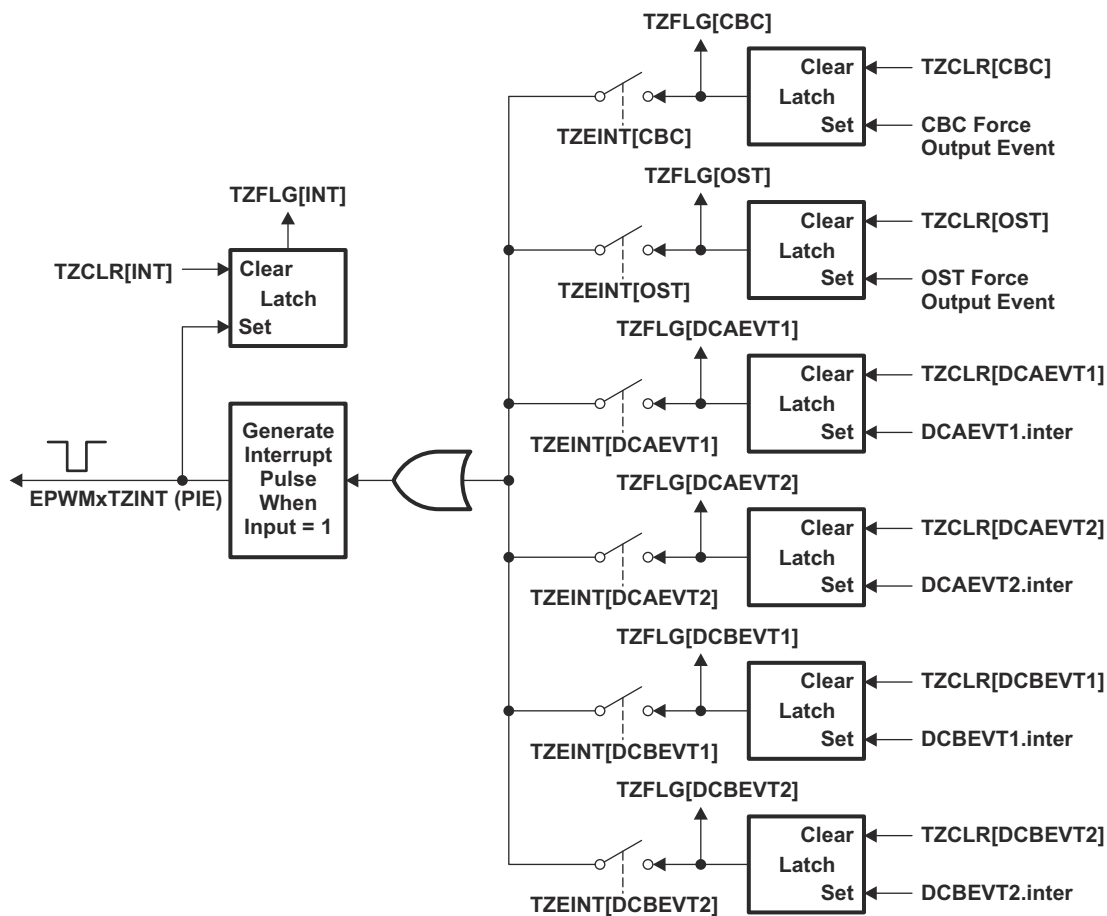 TZFLG[CBC]
Clear
Latch
Set
TZCLR[CBC]
CBC Force
Output Event
TZEINT[CBC]
TZFLG[OST]
Clear
Latch
Set
TZCLR[OST]
OST Force
Output Event
TZEINT[OST]
TZFLG[INT]
TZCLR[INT]
Clear
Latch
Set
TZFLG[DCAEVT1]
Clear
Latch
Set
TZCLR[DCAEVT1]
DCAEVT1.inter
TZEINT[DCAEVT1]
Generate
Interrupt
Pulse
When
Input = 1
EPWMxTZINT (PIE)
TZFLG[DCAEVT2]
Clear
Latch
Set
TZCLR[DCAEVT2]
DCAEVT2.inter
TZEINT[DCAEVT2]
TZFLG[DCBEVT1]
Clear
Latch
Set
TZCLR[DCBEVT1]
DCBEVT1.inter
TZEINT[DCBEVT1]
TZFLG[DCBEVT2]
Clear
Latch
Set
TZCLR[DCBEVT2]
DCBEVT2.inter
TZEINT[DCBEVT2]